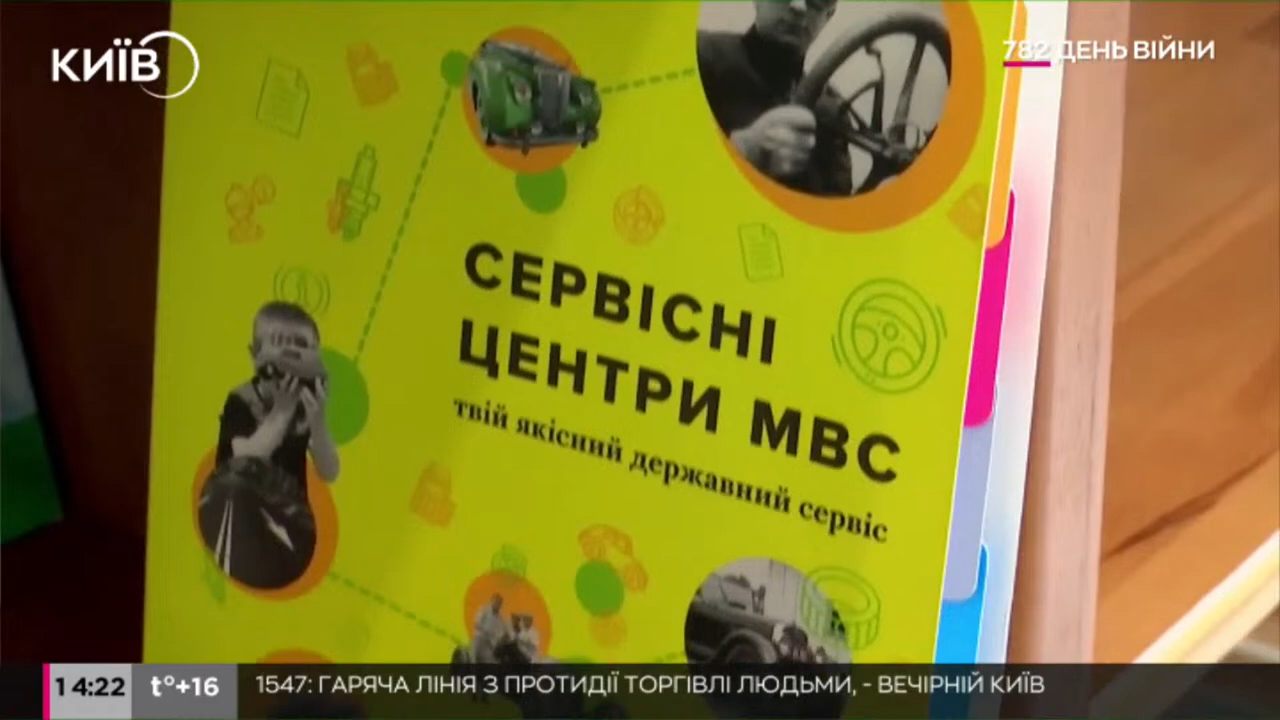 КИЇВ
782 ДЕНЬ ВІЙНИ
СЕРВІСНІ
ЦЕНТРИ МВС
твій якісний державний сервіс
14:22 t°+16 1547: ГАРЯЧА ЛІНІЯ З ПРОТИДІЇ ТОРГІВЛІ ЛЮДЬМИ, - ВЕЧІРНІЙ КИЇВ